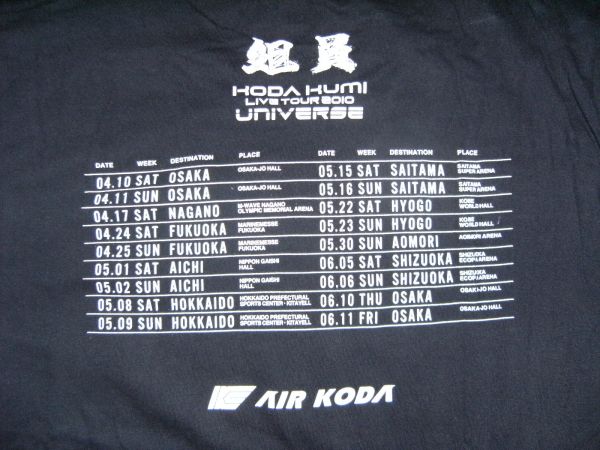 組員
KODA KUMI
LIVE TOUR 2010
UNIVERSE
DATE WEEK DESTINATION PLACE
04.10 SAT OSAKA OSAKA-JO HALL
04.11 SUN OSAKA OSAKA-JO HALL
04.17 SAT NAGANO M-WAVE NAGANO OLYMPIC MEMORIAL ARENA
04.24 SAT FUKUOKA MARINEMESSE FUKUOKA
04.25 SUN FUKUOKA MARINEMESSE FUKUOKA
05.01 SAT AICHI NIPPON GAISHI HALL
05.02 SUN AICHI NIPPON GAISHI HALL
05.08 SAT HOKKAIDO HOKKAIDO PREFECTURAL SPORTS CENTER - KITAYELL
05.09 SUN HOKKAIDO HOKKAIDO PREFECTURAL SPORTS CENTER - KITAYELL
DATE WEEK DESTINATION PLACE
05.15 SAT SAITAMA SAITAMA SUPER ARENA
05.16 SUN SAITAMA SAITAMA SUPER ARENA
05.22 SAT HYOGO KOBE WORLD HALL
05.23 SUN HYOGO KOBE WORLD HALL
05.30 SUN AOMORI AOMORI ARENA
06.05 SAT SHIZUOKA SHIZUOKA ECOPA ARENA
06.06 SUN SHIZUOKA SHIZUOKA ECOPA ARENA
06.10 THU OSAKA OSAKA-JO HALL
06.11 FRI OSAKA OSAKA-JO HALL
AIR KODA